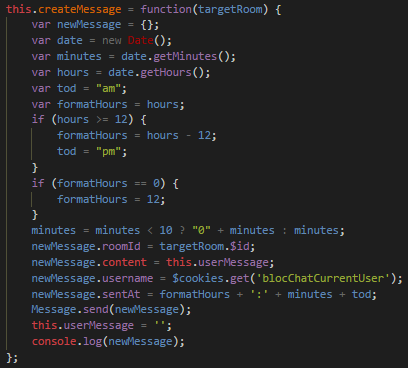 this.createMessage = function(targetRoom) {
    var newMessage = {};
    var date = new Date();
    var minutes = date.getMinutes();
    var hours = date.getHours();
    var tod = "am";
    var formatHours = hours;
    if (hours >= 12) {
        formatHours = hours - 12;
        tod = "pm";
    }
    if (formatHours == 0) {
        formatHours = 12;
    }
    minutes = minutes < 10 ? "0" + minutes : minutes;
    newMessage.roomId = targetRoom.$id;
    newMessage.content = this.userMessage;
    newMessage.username = $cookies.get('blocChatCurrentUser');
    newMessage.sentAt = formatHours + ':' + minutes + tod;
    Message.send(newMessage);
    this.userMessage = '';
    console.log(newMessage);
};